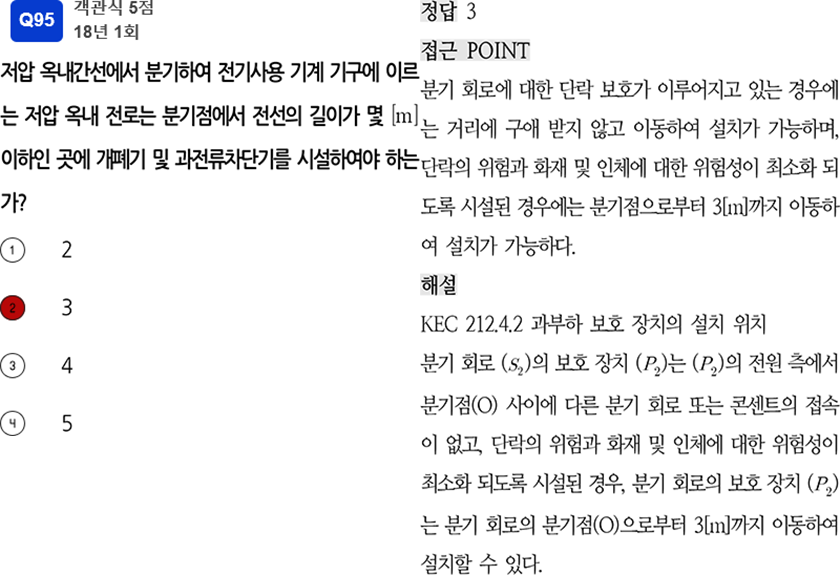 Q95
객관식 5점
18년 1회
저압 옥내간선에서 분기하여 전기사용 기계 기구에 이르
는 저압 옥내 전로는 분기점에서 전선의 길이가 몇 [m]
이하인 곳에 개폐기 및 과전류차단기를 시설하여야 하는
가?
1 2
2 3
3 4
4 5
정답 3
접근 POINT
분기 회로에 대한 단락 보호가 이루어지고 있는 경우에
는 거리에 구애 받지 않고 이동하여 설치가 가능하며,
단락의 위험과 화재 및 인체에 대한 위험성이 최소화 되
도록 시설된 경우에는 분기점으로부터 3[m]까지 이동하
여 설치가 가능하다.
해설
KEC 212.4.2 과부하 보호 장치의 설치 위치
분기 회로 (S₂)의 보호 장치 (P₂)는 (P₂)의 전원 측에서
분기점(O) 사이에 다른 분기 회로 또는 콘센트의 접속
이 없고, 단락의 위험과 화재 및 인체에 대한 위험성이
최소화 되도록 시설된 경우, 분기 회로의 보호 장치 (P₂)
는 분기 회로의 분기점(O)으로부터 3[m]까지 이동하여
설치할 수 있다.